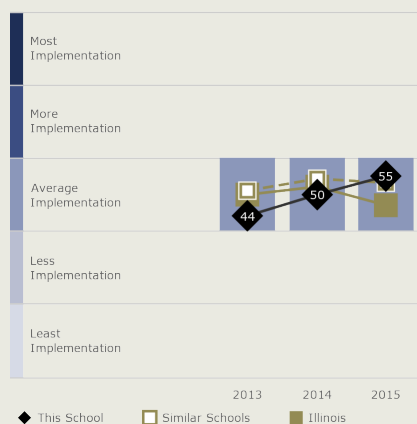 Most
Implementation
More
Implementation
Average
Implementation
44
50
55
Less
Implementation
Least
Implementation
2013 2014 2015
This School Similar Schools Illinois